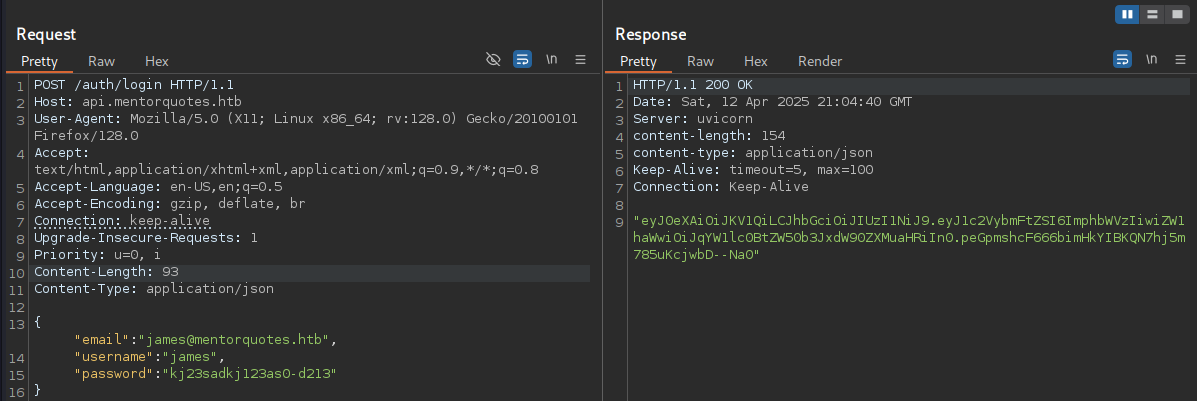 Request
Pretty Raw Hex
\n
1 POST /auth/login HTTP/1.1
2 Host: api.mentorquotes.htb
3 User-Agent: Mozilla/5.0 (X11; Linux x86_64; rv:128.0) Gecko/20100101
Firefox/128.0
4 Accept:
text/html,application/xhtml+xml,application/xml;q=0.9,*/*;q=0.8
5 Accept-Language: en-US,en;q=0.5
6 Accept-Encoding: gzip, deflate, br
7 Connection: keep-alive
8 Upgrade-Insecure-Requests: 1
9 Priority: u=0, i
10 Content-Length: 93
11 Content-Type: application/json
12
13 {
"email":"james@mentorquotes.htb",
14 "username":"james",
15 "password":"kj23sadkj123as0-d213"
16 }
Response
Pretty Raw Hex Render
\n
1 HTTP/1.1 200 OK
2 Date: Sat, 12 Apr 2025 21:04:40 GMT
3 Server: uvicorn
4 content-length: 154
5 content-type: application/json
6 Keep-Alive: timeout=5, max=100
7 Connection: Keep-Alive
8
9 "eyJ0eXAiOiJKV1QiLCJhbGciOiJIUzI1NiJ9.eyJ1c2VybmFtZSI6ImphbWVzIiwiZW1
haWwiOiJqYW1lc0BtZW50b3JxdW90ZXMuaHRiIn0.peGpmshcF666bimHkYIBKQN7hj5m
785uKcjwbD--Na0"